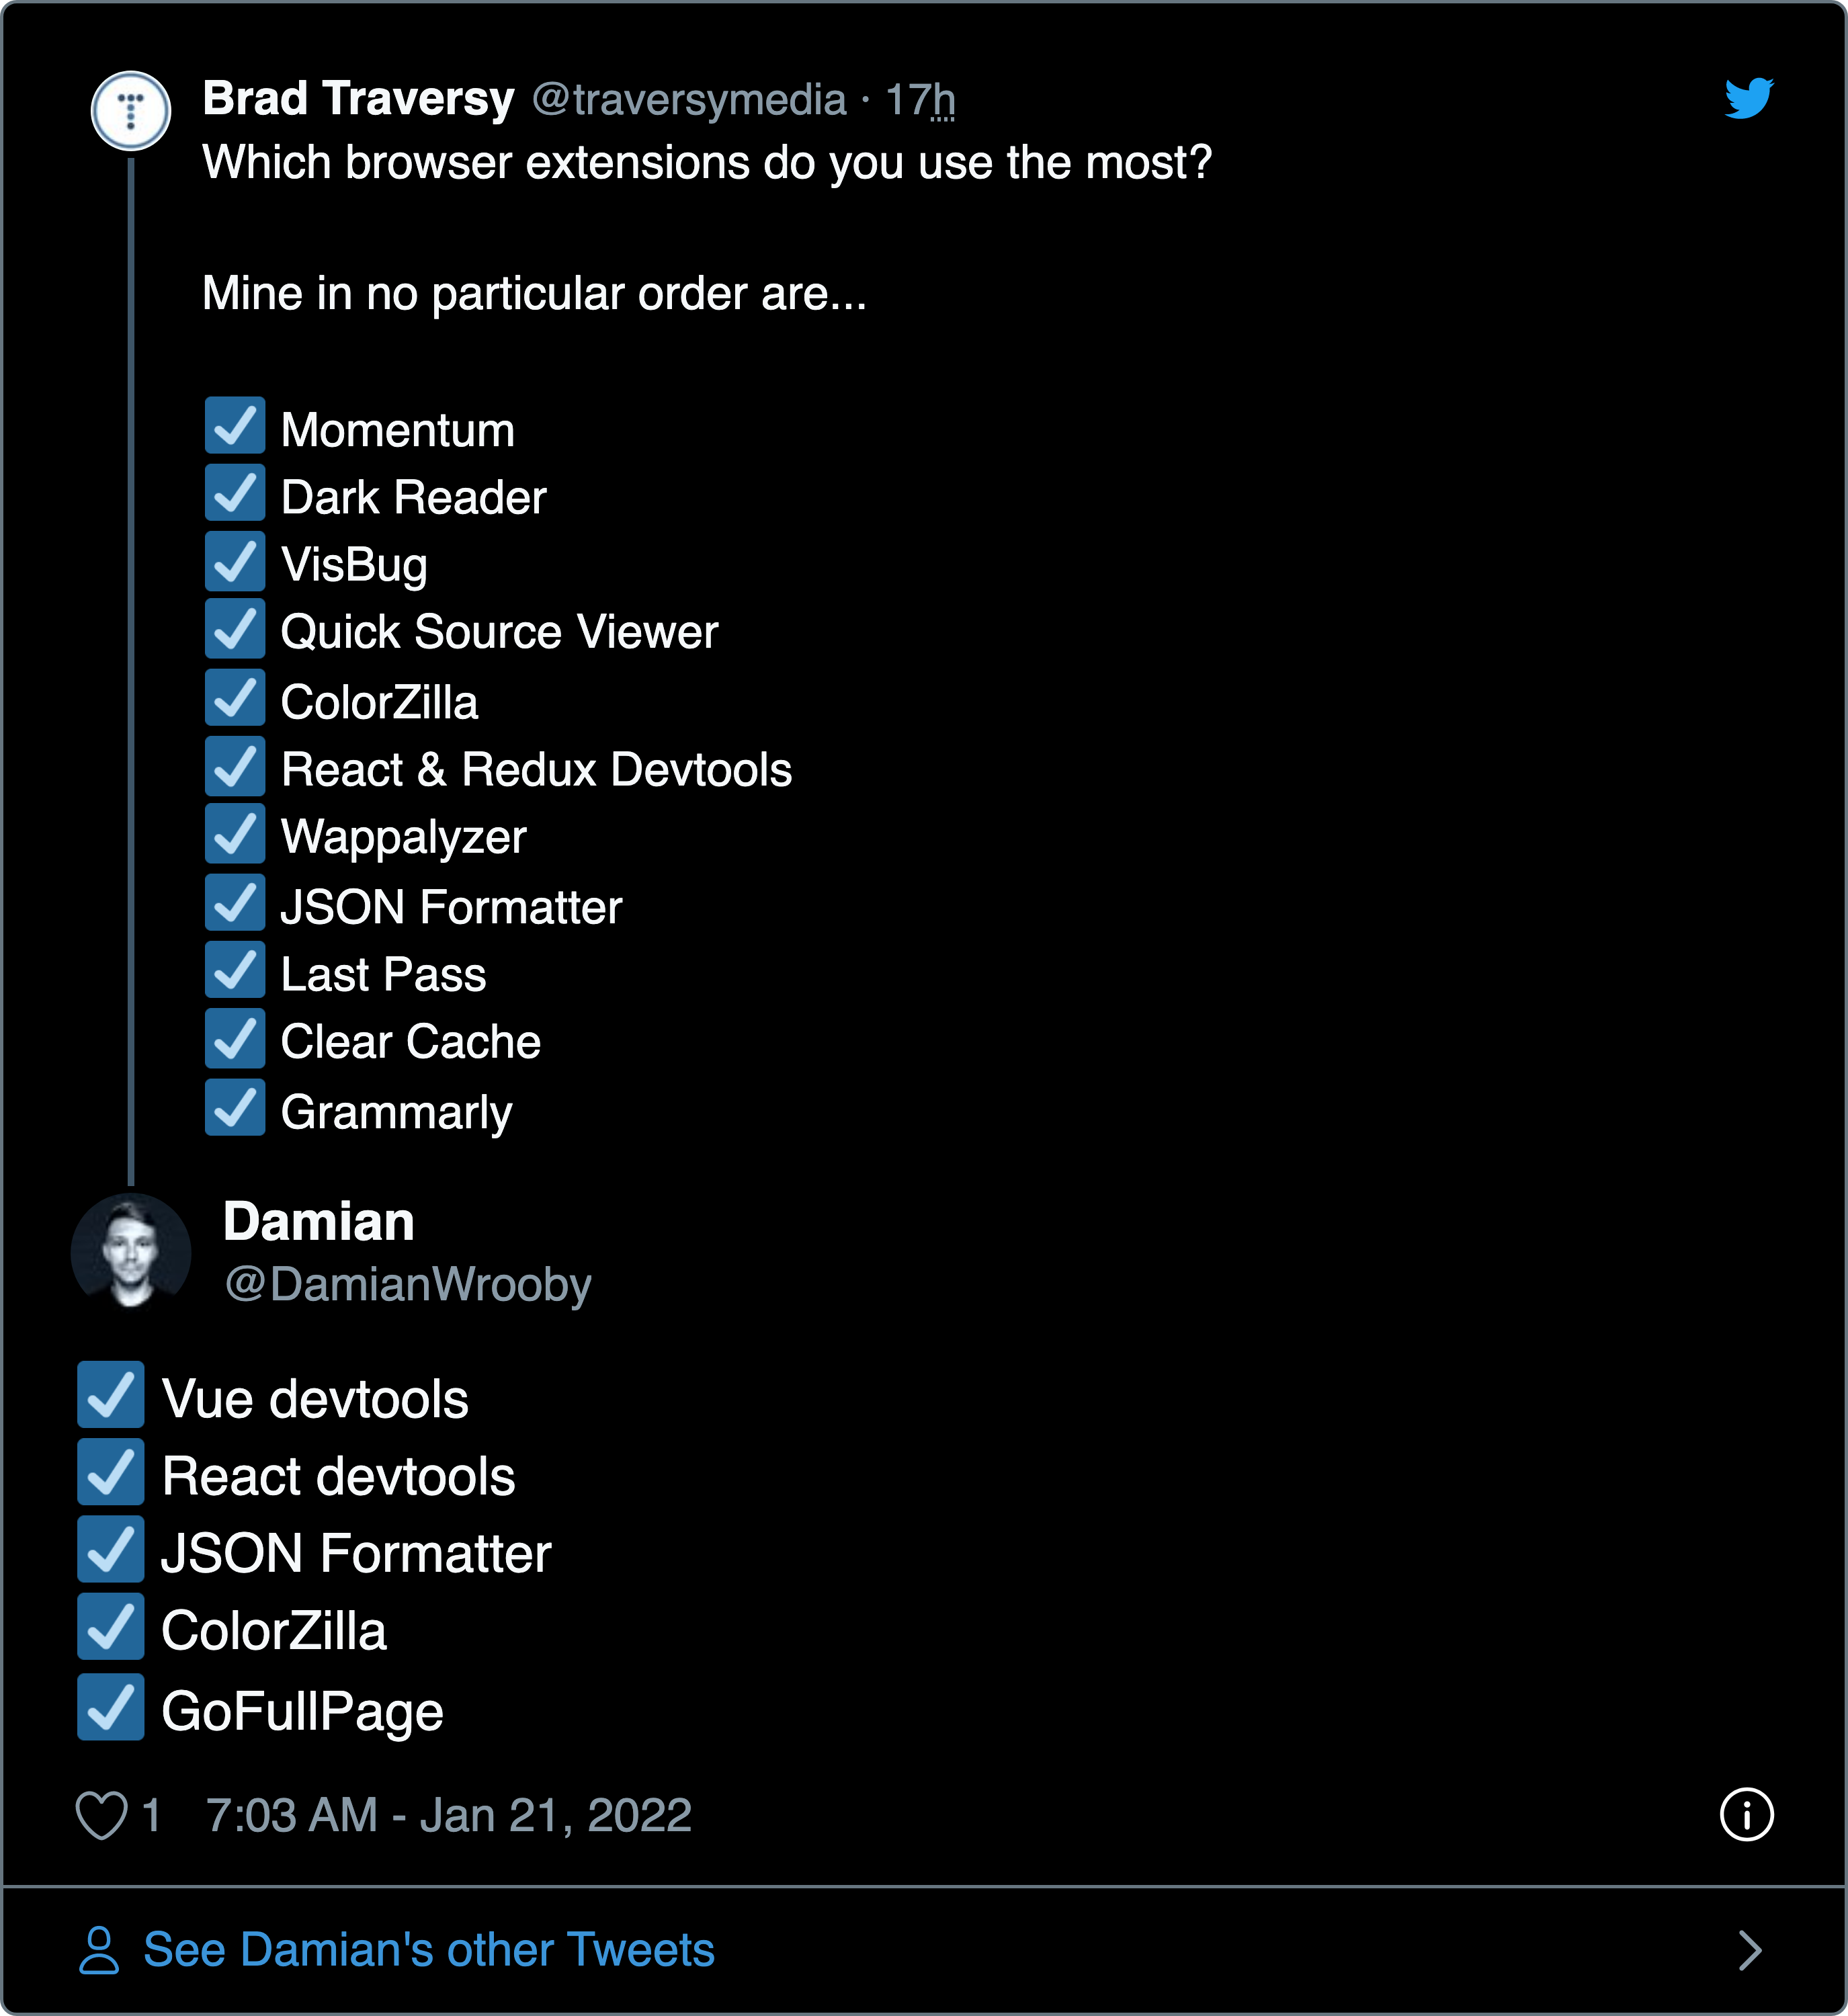 Brad Traversy @traversymedia · 17h
Which browser extensions do you use the most?
Mine in no particular order are...
✅ Momentum
✅ Dark Reader
✅ VisBug
✅ Quick Source Viewer
✅ ColorZilla
✅ React & Redux Devtools
✅ Wappalyzer
✅ JSON Formatter
✅ Last Pass
✅ Clear Cache
✅ Grammarly
Damian
@DamianWrooby
✅ Vue devtools
✅ React devtools
✅ JSON Formatter
✅ ColorZilla
✅ GoFullPage
1 7:03 AM - Jan 21, 2022
See Damian's other Tweets